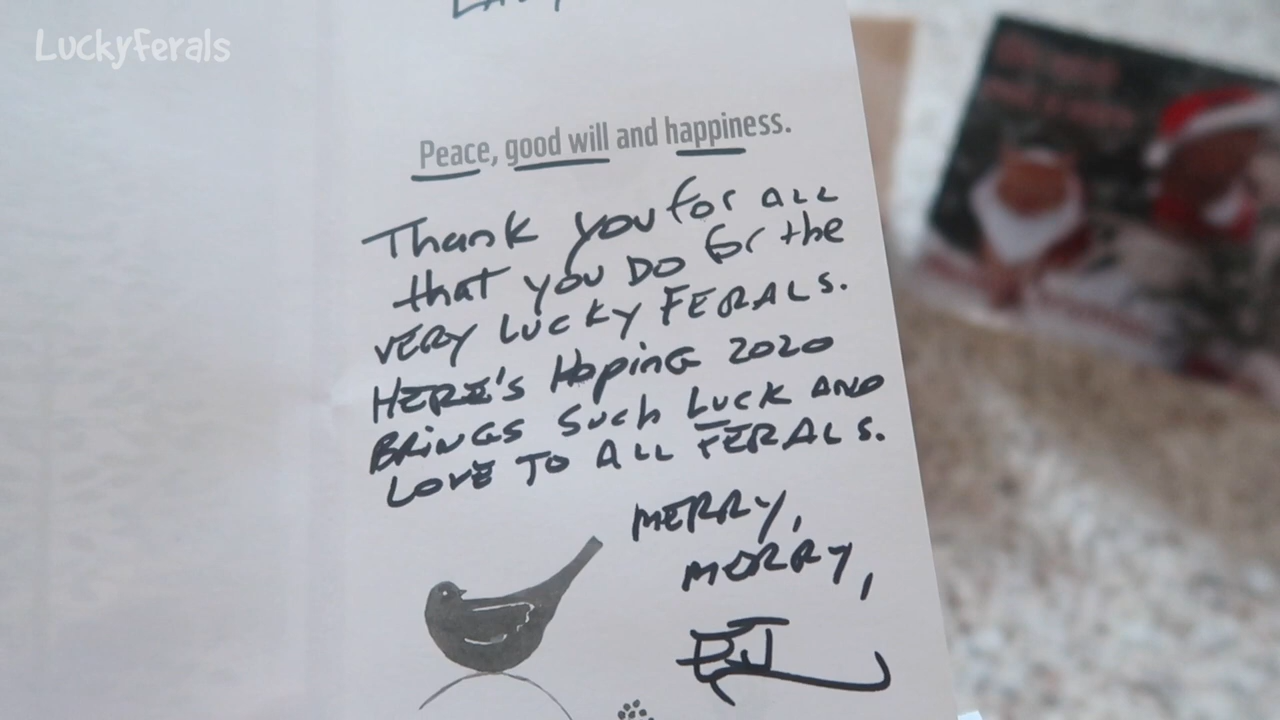 LuckyFerals
Peace, good will and happiness.
Thank you for ALL
that you DO for the
VERY LUCKY FERALS.
HERE'S Hoping 2020
BRINGS SUCH LUCK AND
LOVE TO ALL FERALS.
MERRY,
MERRY,